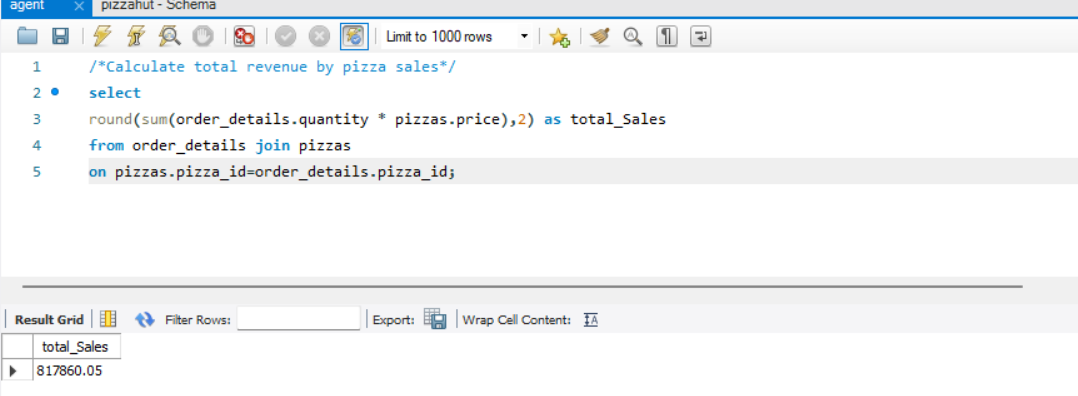 agent pizzahut - Schema
Limit to 1000 rows
1 /*Calculate total revenue by pizza sales*/
2 select
3 round(sum(order_details.quantity * pizzas.price),2) as total_Sales
4 from order_details join pizzas
5 on pizzas.pizza_id=order_details.pizza_id;
Result Grid Filter Rows: Export: Wrap Cell Content: IA
total_Sales
817860.05